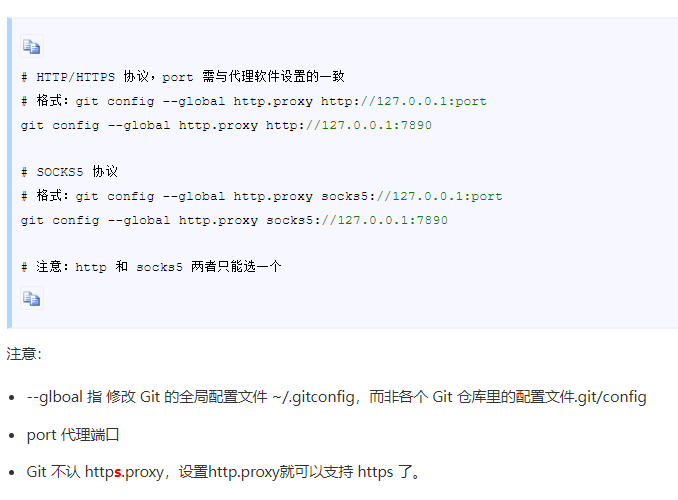 # HTTP/HTTPS 协议，port 需与代理软件设置的一致
# 格式：git config --global http.proxy http://127.0.0.1:port
git config --global http.proxy http://127.0.0.1:7890
# SOCKS5 协议
# 格式：git config --global http.proxy socks5://127.0.0.1:port
git config --global http.proxy socks5://127.0.0.1:7890
# 注意：http 和 socks5 两者只能选一个
注意：
--glboal 指 修改 Git 的全局配置文件 ~/.gitconfig，而非各个 Git 仓库里的配置文件.git/config
port 代理端口
Git 不认 https.proxy，设置http.proxy就可以支持 https 了。